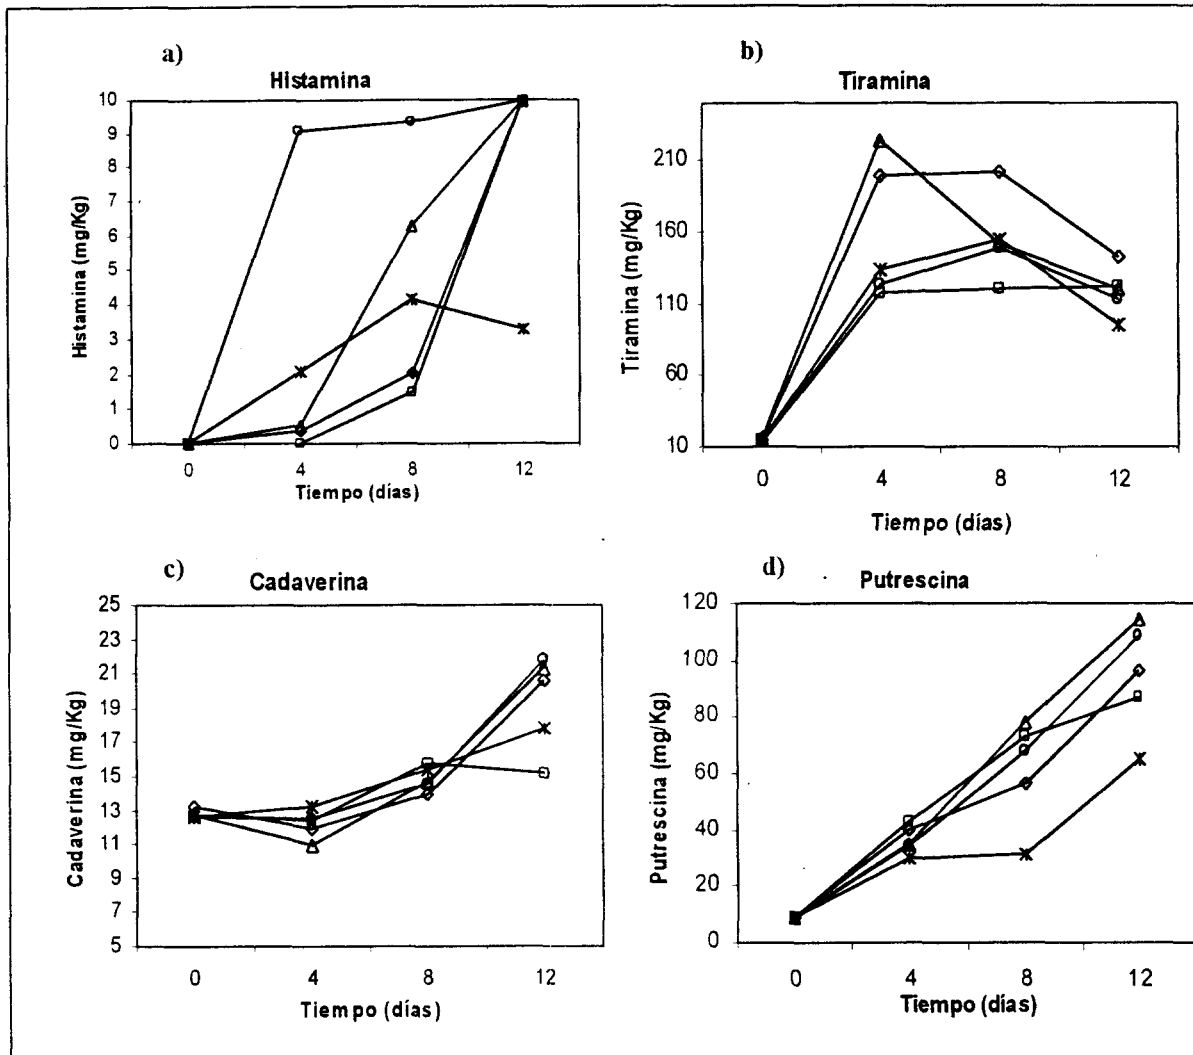 a)
Histamina
10
9
8
7
6
5
4
3
2
1
0
Histamina (mg/Kg)
0 4 8 12
Tiempo (días)
b)
Tiramina
210
160
110
60
10
Tiramina (mg/Kg)
0 4 8 12
Tiempo (días)
c)
Cadaverina
25
23
21
19
17
15
13
11
9
7
5
Cadaverina (mg/Kg)
0 4 8 12
Tiempo (días)
d)
Putrescina
120
100
80
60
40
20
0
Putrescina (mg/Kg)
0 4 8 12
Tiempo (días)